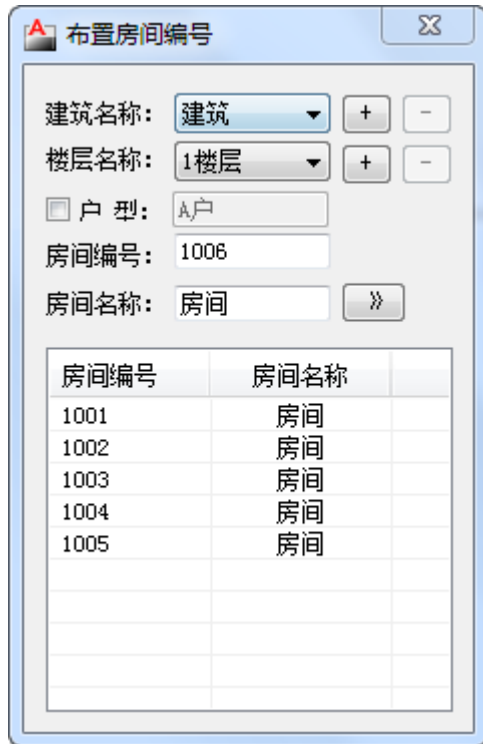 布置房间编号
建筑名称： 建筑 + -
楼层名称： 1楼层 + -
户 型： A户
房间编号： 1006
房间名称： 房间 »
房间编号 房间名称
1001 房间
1002 房间
1003 房间
1004 房间
1005 房间